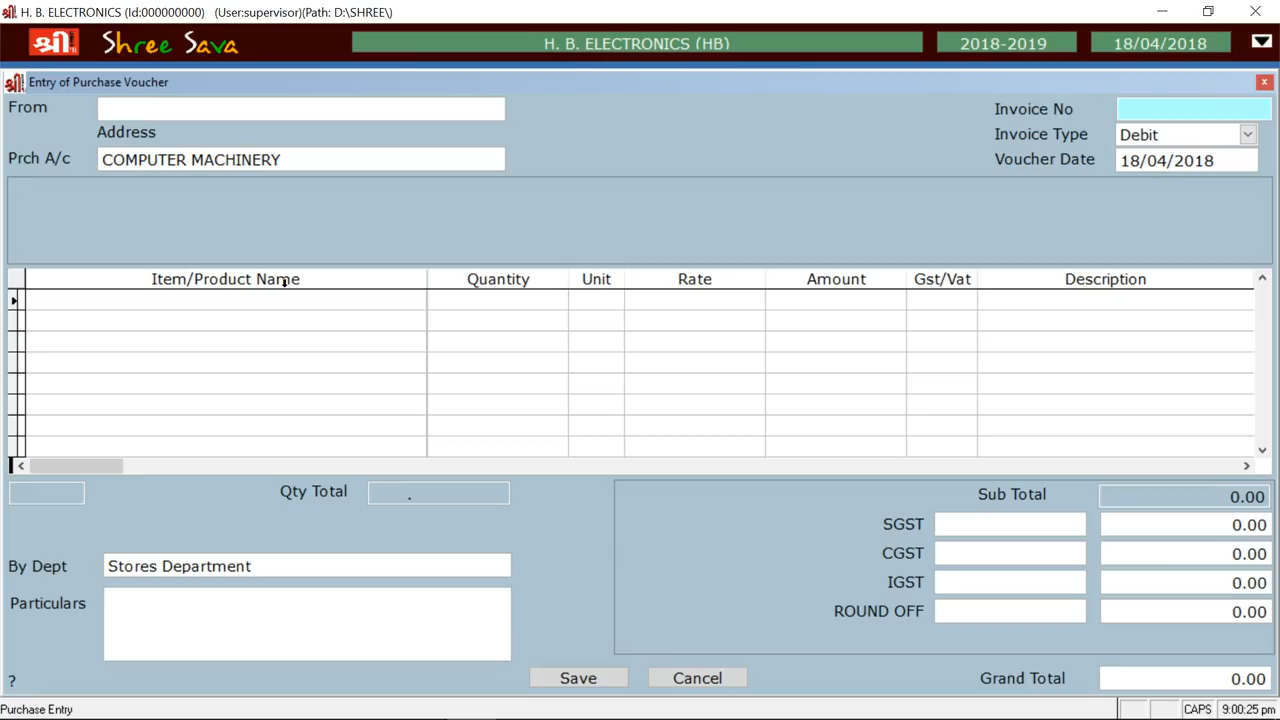 H. B. ELECTRONICS (Id:000000000) (User:supervisor)(Path: D:\SHREE\)
श्री Shree Sava H. B. ELECTRONICS (HB) 2018-2019 18/04/2018
श्री Entry of Purchase Voucher x
From Invoice No
Address Invoice Type Debit
Prch A/c COMPUTER MACHINERY Voucher Date 18/04/2018
Item/Product Name Quantity Unit Rate Amount Gst/Vat Description
Qty Total . Sub Total 0.00
SGST 0.00
CGST 0.00
By Dept Stores Department
IGST 0.00
Particulars
ROUND OFF 0.00
? Save Cancel Grand Total 0.00
Purchase Entry CAPS 9:00:25 pm